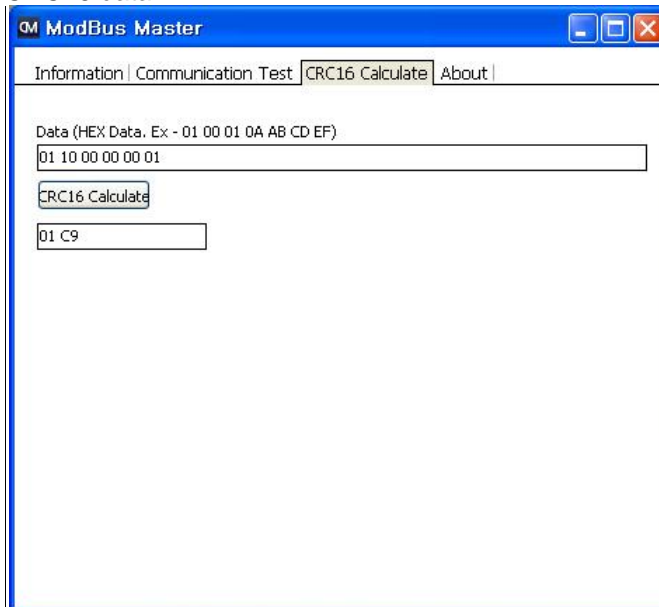 ModBus Master
Information | Communication Test | CRC16 Calculate | About |
Data (HEX Data. Ex - 01 00 01 0A AB CD EF)
01 10 00 00 00 01
CRC16 Calculate
01 C9